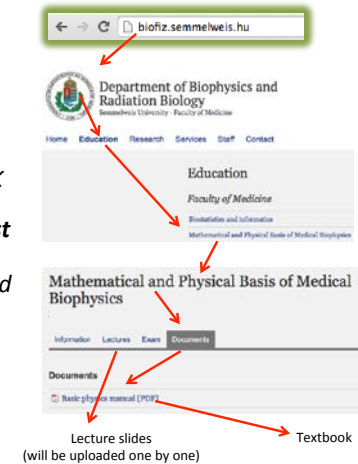 biofiz.semmelweis.hu
Department of Biophysics and
Radiation Biology
Semmelweis University - Faculty of Medicine
Home Education Research Services Staff Contact
Education
K
Faculty of Medicine
Biostatistics and Informatics
st
Mathematical and Physical Basis of Medical Biophysics
d
Mathematical and Physical Basis of Medical
Biophysics
Information Lectures Exam Documents
Documents
Basic physics manual [PDF]
Lecture slides
(will be uploaded one by one)
Textbook